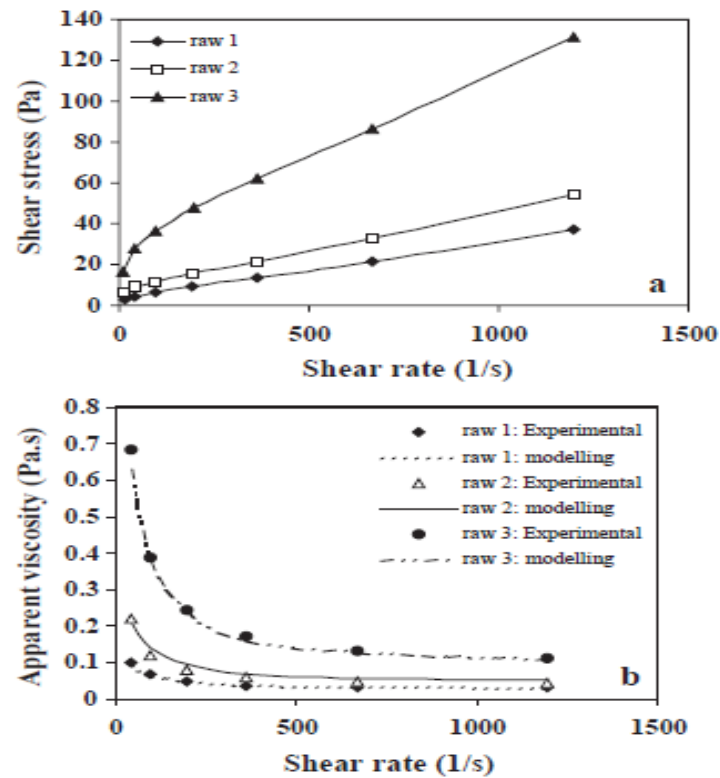 140
120
100
80
60
40
20
0
Shear stress (Pa)
raw 1
raw 2
raw 3
a
0
500
1000
1500
Shear rate (1/s)
0.8
0.7
0.6
0.5
0.4
0.3
0.2
0.1
0
Apparent viscosity (Pa.s)
raw 1: Experimental
raw 1: modelling
raw 2: Experimental
raw 2: modelling
raw 3: Experimental
raw 3: modelling
b
0
500
1000
1500
Shear rate (1/s)